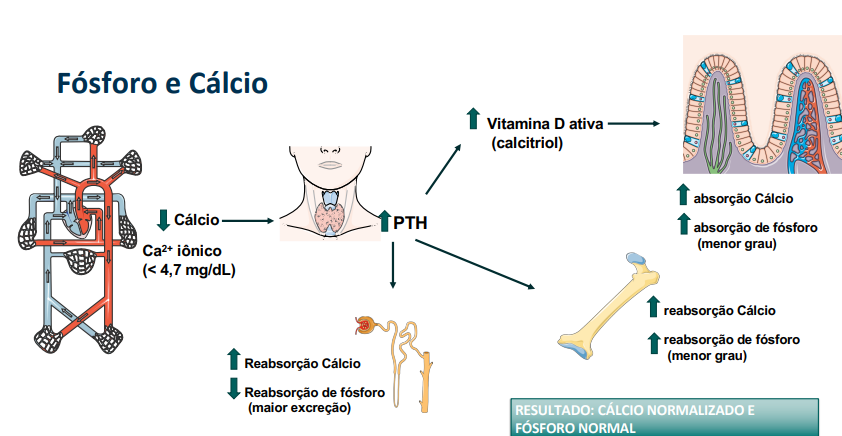 Fósforo e Cálcio
Vitamina D ativa
(calcitriol)
Cálcio
Ca²⁺ iônico
(< 4,7 mg/dL)
PTH
absorção Cálcio
absorção de fósforo
(menor grau)
reabsorção Cálcio
reabsorção de fósforo
(menor grau)
Reabsorção Cálcio
Reabsorção de fósforo
(maior excreção)
RESULTADO: CÁLCIO NORMALIZADO E
FÓSFORO NORMAL